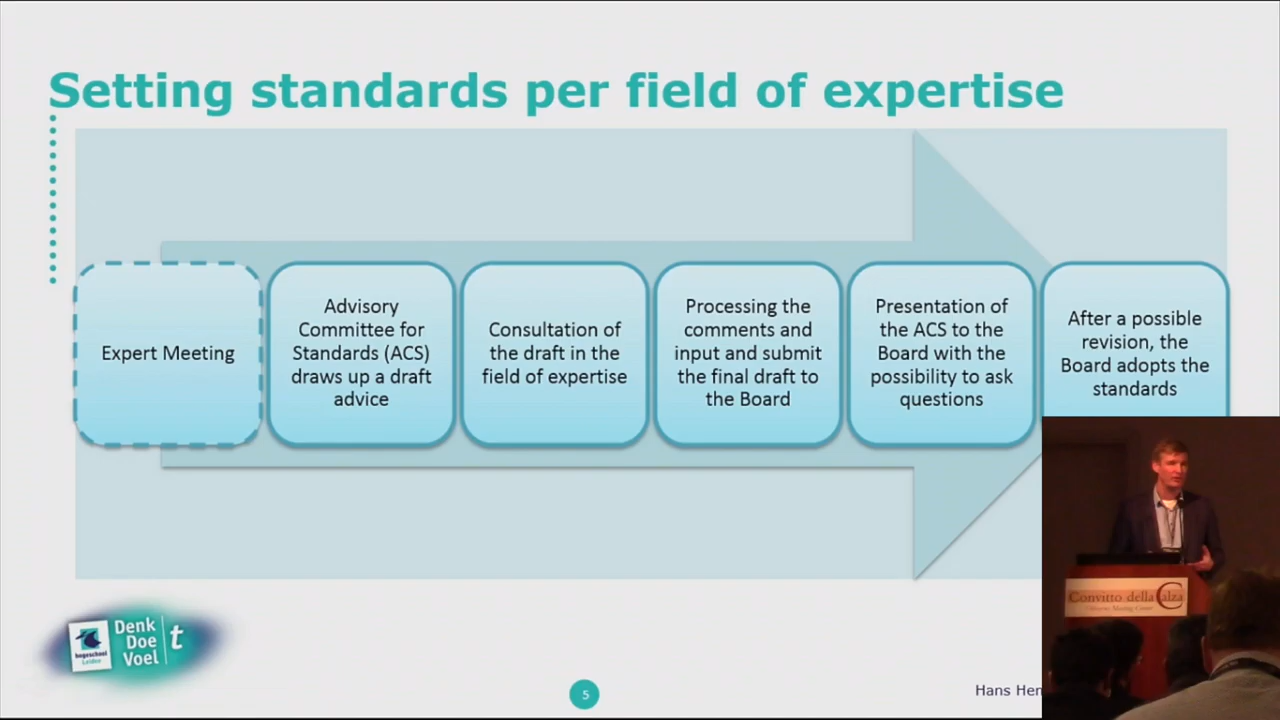 Setting standards per field of expertise
Expert Meeting
Advisory
Committee for
Standards (ACS)
draws up a draft
advice
Consultation of
the draft in the
field of expertise
Processing the
comments and
input and submit
the final draft to
the Board
Presentation of
the ACS to the
Board with the
possibility to ask
questions
After a possible
revision, the
Board adopts the
standards
hogeschool
Leiden
Denk
Doe
Voel
t
5
Hans Hen
Convitto della Calza